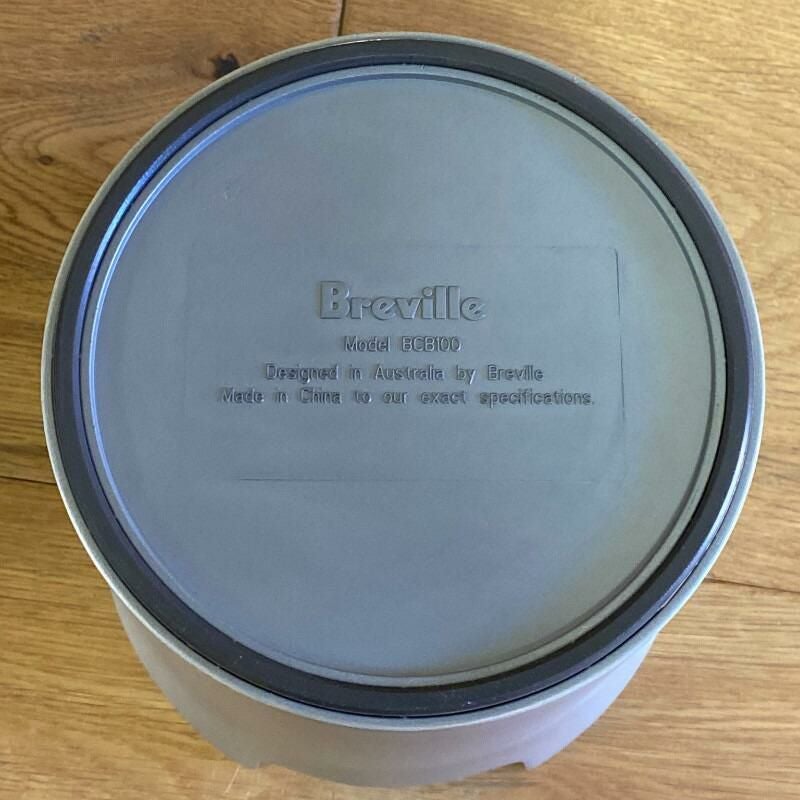 Breville
Model BCB100
Designed in Australia by Breville
Made in China to our exact specifications.